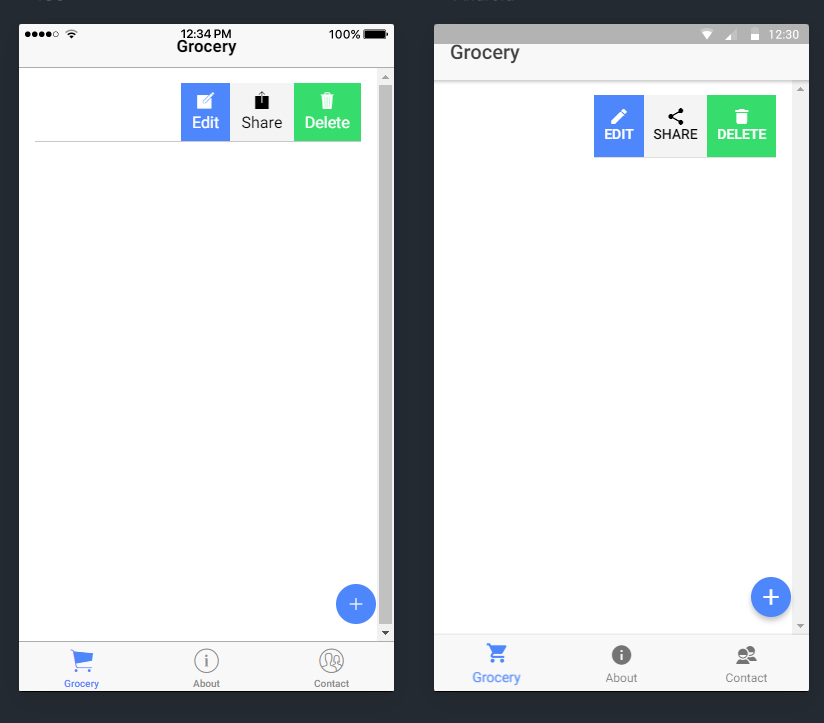 12:34 PM 100%
Grocery
Edit Share Delete
Grocery About Contact
12:30
Grocery
EDIT SHARE DELETE
Grocery About Contact